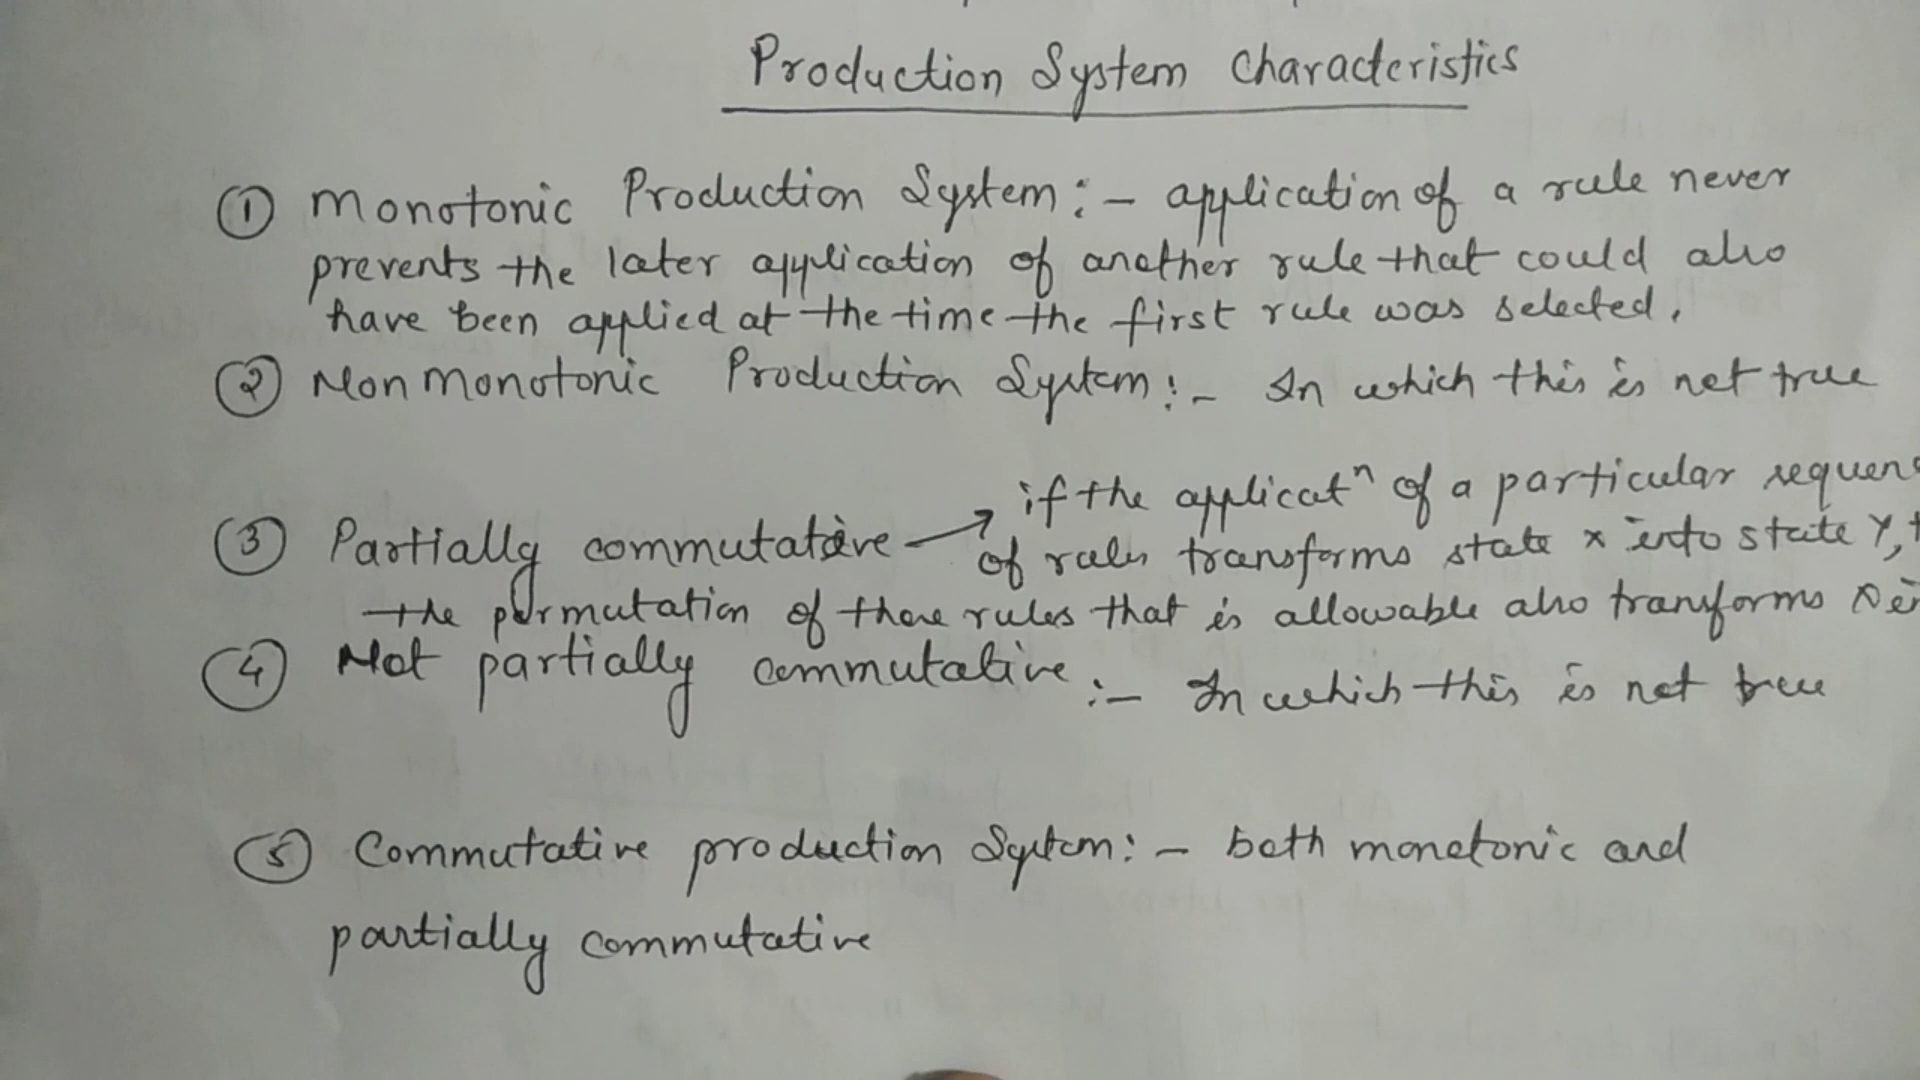 Production System Characteristics
① Monotonic Production System :- application of a rule never
prevents the later application of another rule that could also
have been applied at the time the first rule was selected.
② Non Monotonic Production System :- In which this is not true
③ Partially commutative → if the applicatⁿ of a particular sequenc
of rules transforms state x into state Y, t
the permutation of those rules that is allowable also transforms x in
④ Not partially commutative :- In which this is not true
⑤ Commutative production System :- both monotonic and
partially commutative